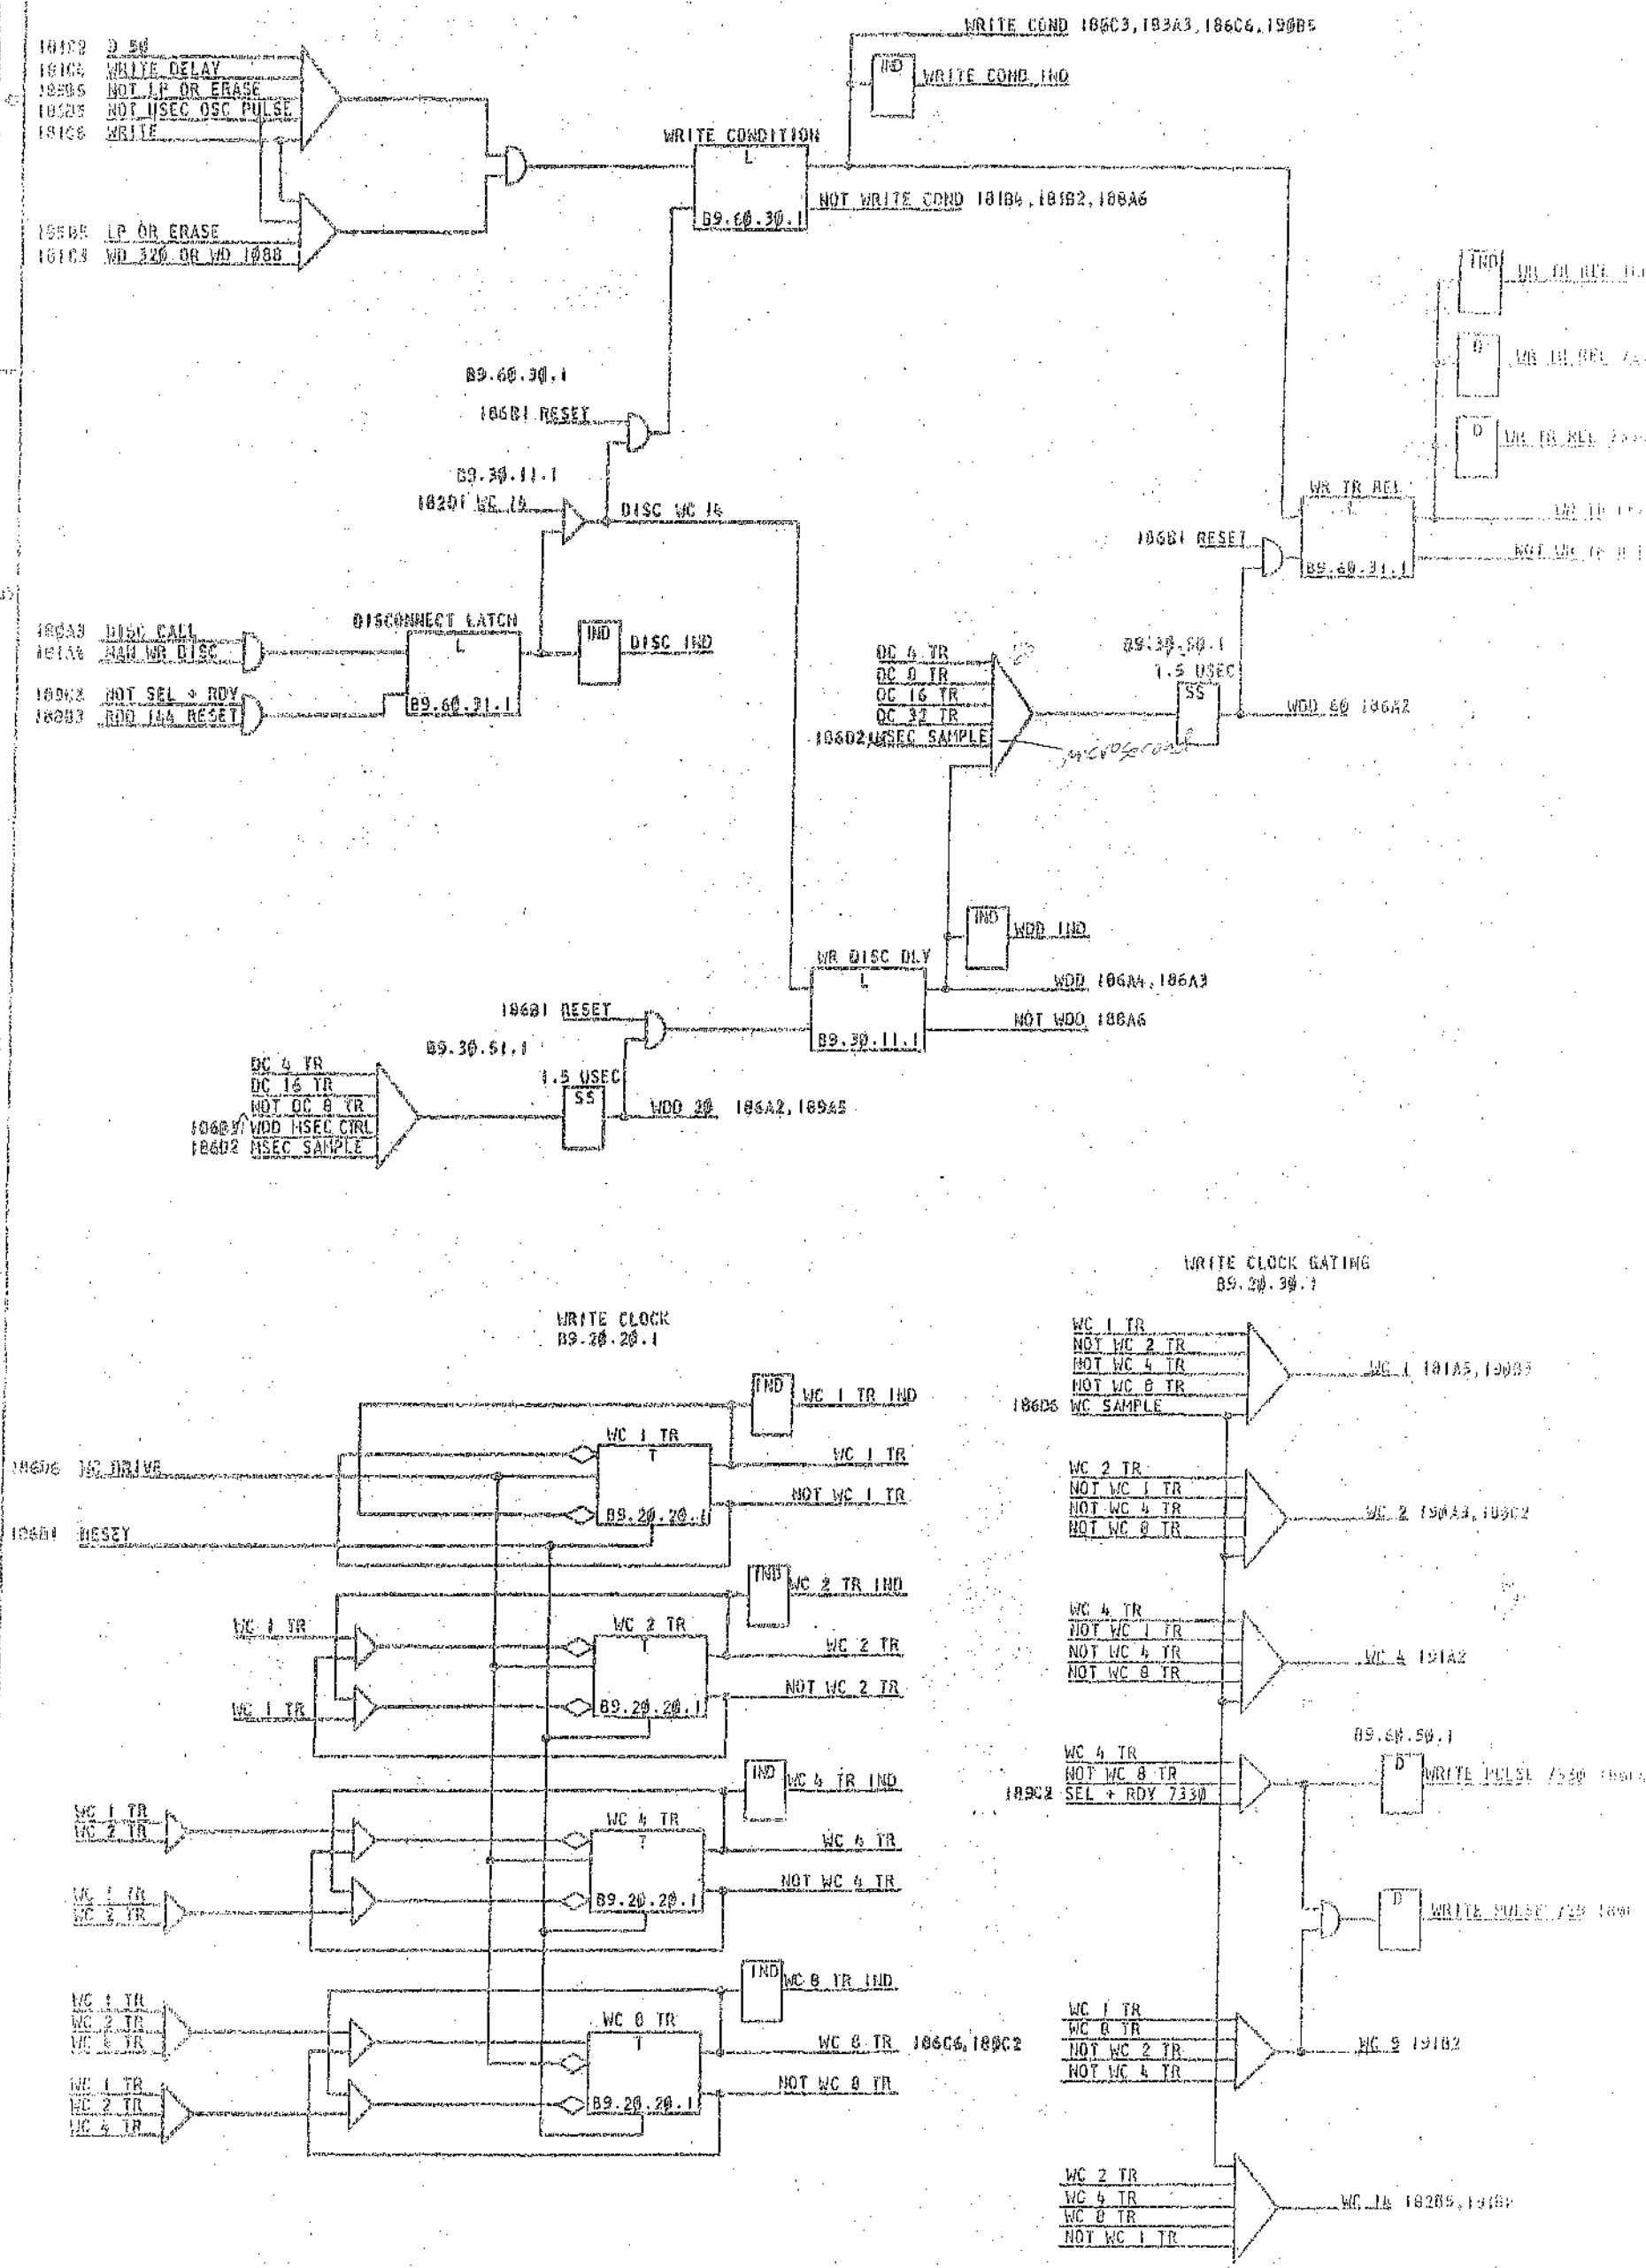 WRITE COND 186C3,183A3,186C6,190B5
IND WRITE COND IND
D 50
WRITE DELAY
NOT LP OR ERASE
NOT USEC OSC PULSE
181C6 WRITE
WRITE CONDITION
L
B9.60.30.1
NOT WRITE COND 181B4,181B2,188A6
LP OR ERASE
WD 320 OR WD 1088
IND
D
D
B9.60.30.1
186B1 RESET
B9.30.11.1
182D1 WC 14
DISC WC 14
WR TR REL
L
B9.60.31.1
186B1 RESET
DISC CALL
MAN WR DISC
DISCONNECT LATCH
L
B9.60.31.1
IND DISC IND
NOT SEL + RDY
RDD 144 RESET
DC 4 TR
DC 8 TR
DC 16 TR
DC 32 TR
186D2 MSEC SAMPLE
B9.30.50.1
1.5 USEC
SS
WDD 60 186A2
IND WDD IND
WR DISC DLY
L
B9.30.11.1
WDD 186A4,186A3
NOT WDD 188A6
186B1 RESET
B9.30.51.1
DC 4 TR
DC 16 TR
NOT DC 8 TR
WDD MSEC CTRL
186D2 MSEC SAMPLE
1.5 USEC
SS
WDD 20 186A2,189A5
WRITE CLOCK
B9.20.20.1
IND WC 1 TR IND
WC 1 TR
T
B9.20.20.1
WC 1 TR
NOT WC 1 TR
186D6 WC DRIVE
186B1 RESET
IND WC 2 TR IND
WC 1 TR
WC 1 TR
WC 2 TR
T
B9.20.20.1
WC 2 TR
NOT WC 2 TR
IND WC 4 TR IND
WC 1 TR
WC 2 TR
WC 1 TR
WC 2 TR
WC 4 TR
T
B9.20.20.1
WC 4 TR
NOT WC 4 TR
IND WC 8 TR IND
WC 1 TR
WC 2 TR
WC 4 TR
WC 1 TR
WC 2 TR
WC 4 TR
WC 8 TR
T
B9.20.20.1
WC 8 TR 186C6,180C2
NOT WC 8 TR
WRITE CLOCK GATING
B9.20.30.1
WC 1 TR
NOT WC 2 TR
NOT WC 4 TR
NOT WC 8 TR
186D6 WC SAMPLE
WC 1
WC 2 TR
NOT WC 1 TR
NOT WC 4 TR
NOT WC 8 TR
WC 2
WC 4 TR
NOT WC 1 TR
NOT WC 4 TR
NOT WC 8 TR
WC 4 191A2
WC 4 TR
NOT WC 8 TR
189C2 SEL + RDY 7330
B9.60.50.1
D WRITE PULSE 7330
D WRITE PULSE 729
WC 1 TR
WC 8 TR
NOT WC 2 TR
NOT WC 4 TR
WC 9 191B2
WC 2 TR
WC 4 TR
WC 8 TR
NOT WC 1 TR
WC 14